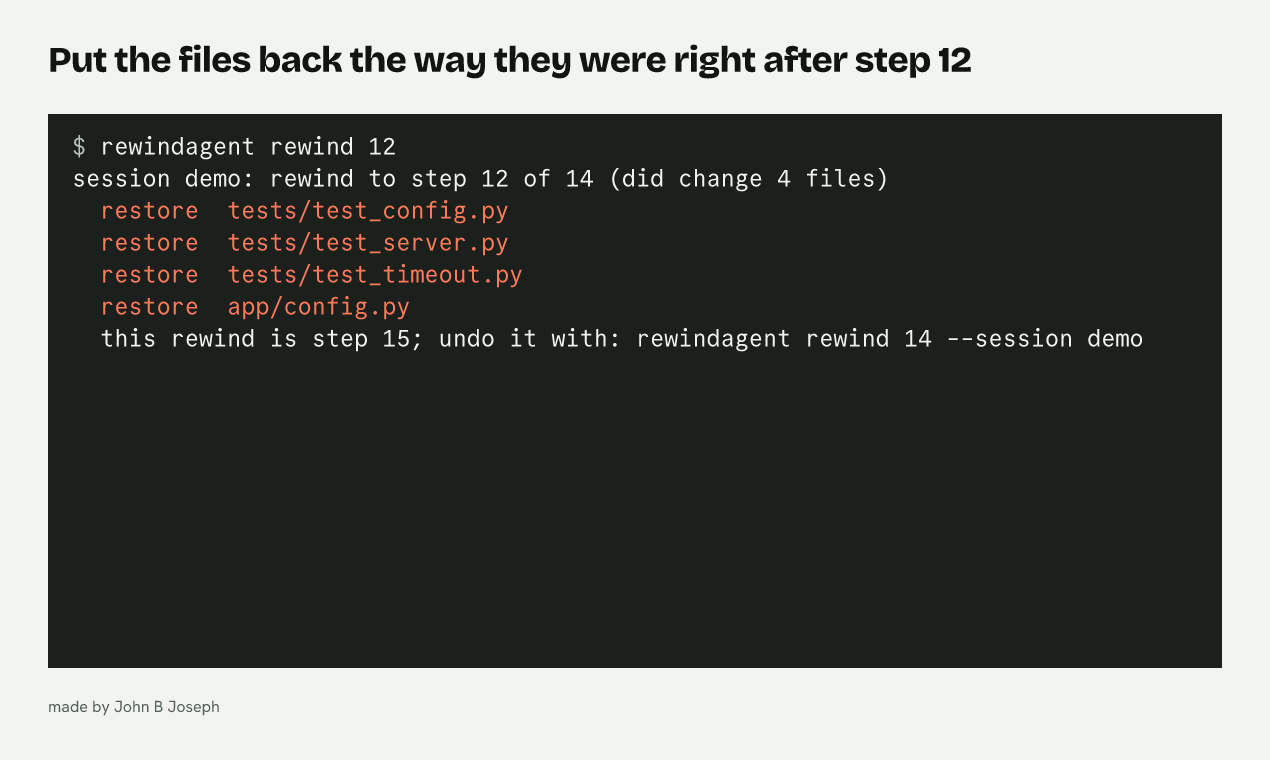 Put the files back the way they were right after step 12
$ rewindagent rewind 12
session demo: rewind to step 12 of 14 (did change 4 files)
  restore  tests/test_config.py
  restore  tests/test_server.py
  restore  tests/test_timeout.py
  restore  app/config.py
  this rewind is step 15; undo it with: rewindagent rewind 14 --session demo
made by John B Joseph